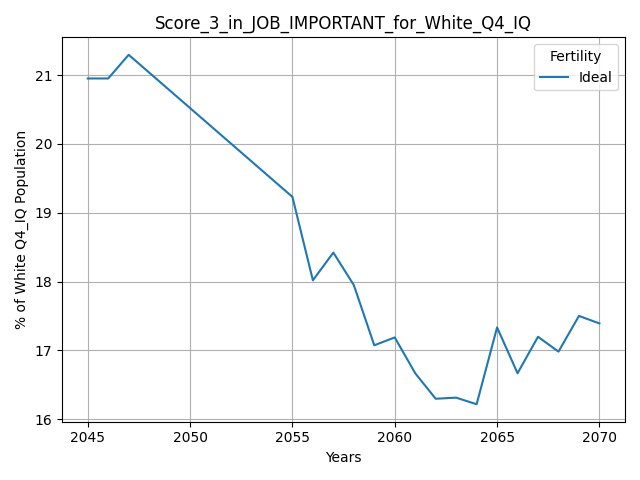 Score_3_in_JOB_IMPORTANT_for_White_Q4_IQ
Fertility
Ideal
% of White Q4_IQ Population
21
20
19
18
17
16
2045
2050
2055
2060
2065
2070
Years